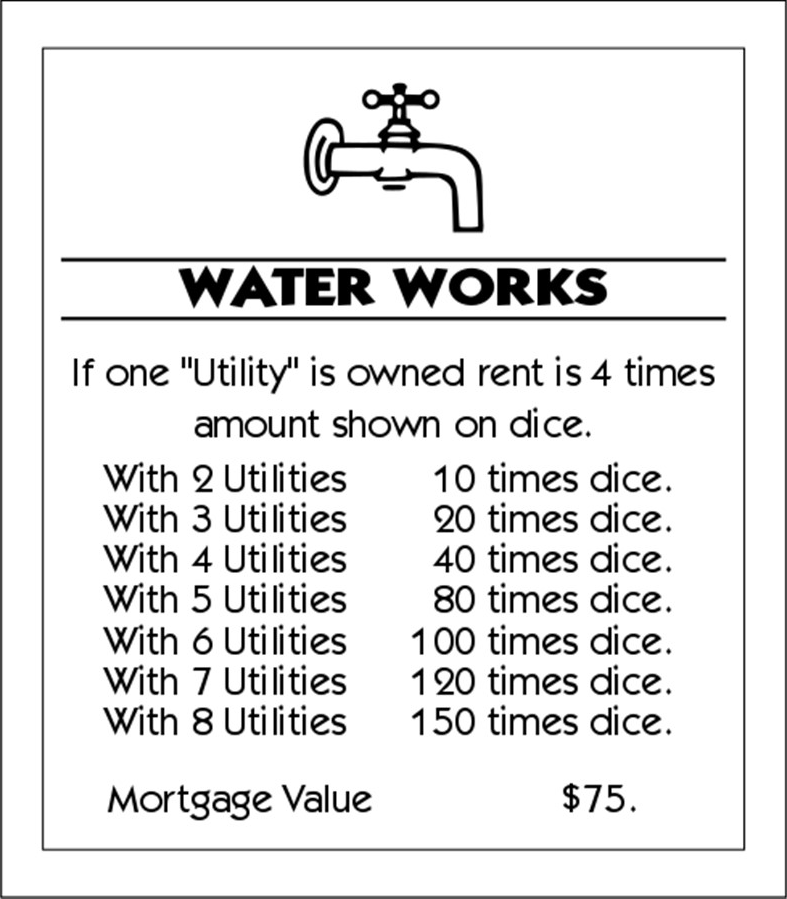 WATER WORKS
If one "Utility" is owned rent is 4 times
amount shown on dice.
With 2 Utilities 10 times dice.
With 3 Utilities 20 times dice.
With 4 Utilities 40 times dice.
With 5 Utilities 80 times dice.
With 6 Utilities 100 times dice.
With 7 Utilities 120 times dice.
With 8 Utilities 150 times dice.
Mortgage Value $75.